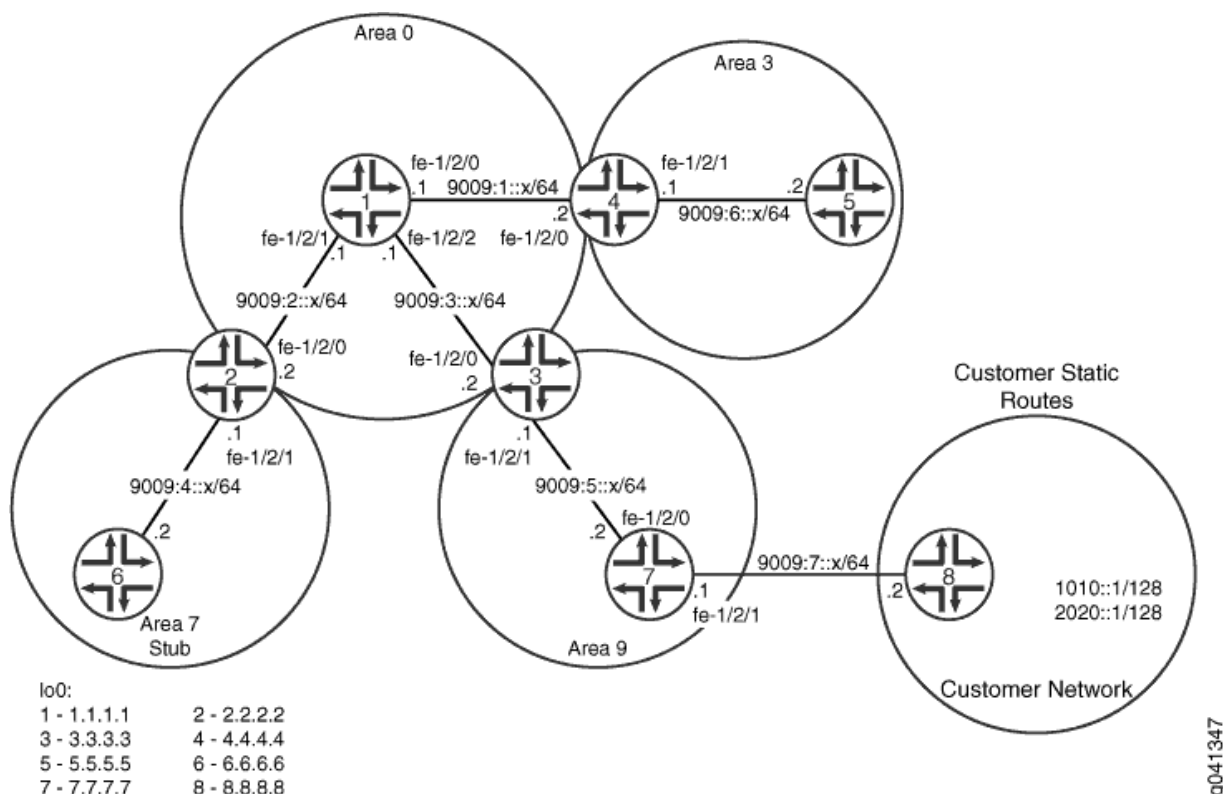 Area 0
Area 3
fe-1/2/0
fe-1/2/1
.1
9009:1::x/64
.1
.2
1
4
5
.2
9009:6::x/64
fe-1/2/1
fe-1/2/2
fe-1/2/0
.1
.1
9009:2::x/64
9009:3::x/64
fe-1/2/0
fe-1/2/0
.2
.2
2
3
Customer Static
Routes
.1
.1
fe-1/2/1
fe-1/2/1
9009:4::x/64
9009:5::x/64
.2
fe-1/2/0
.2
9009:7::x/64
6
7
8
.1
.2
1010::1/128
fe-1/2/1
2020::1/128
Area 7
Stub
Area 9
Customer Network
lo0:
1 - 1.1.1.1 2 - 2.2.2.2
3 - 3.3.3.3 4 - 4.4.4.4
5 - 5.5.5.5 6 - 6.6.6.6
7 - 7.7.7.7 8 - 8.8.8.8
g041347